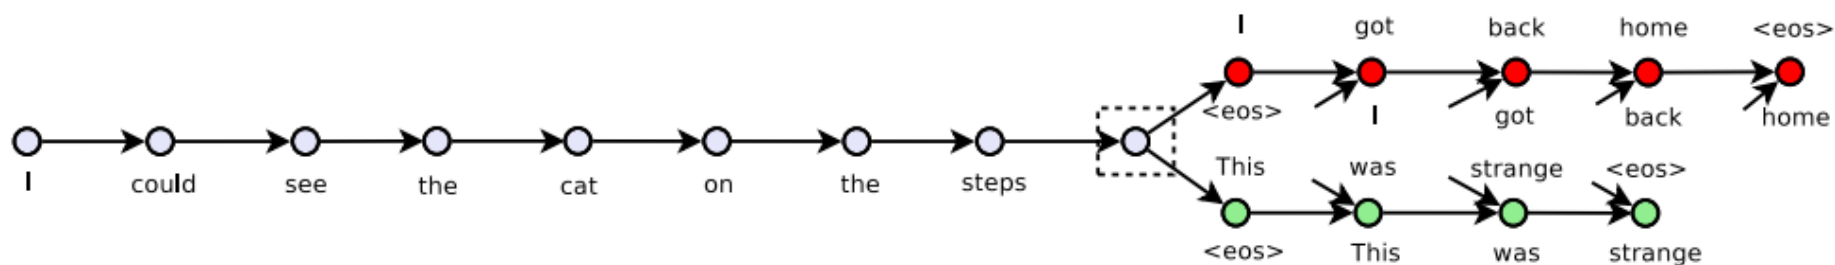 I got back home <eos>
<eos> I got back home
I could see the cat on the steps
This was strange <eos>
<eos> This was strange